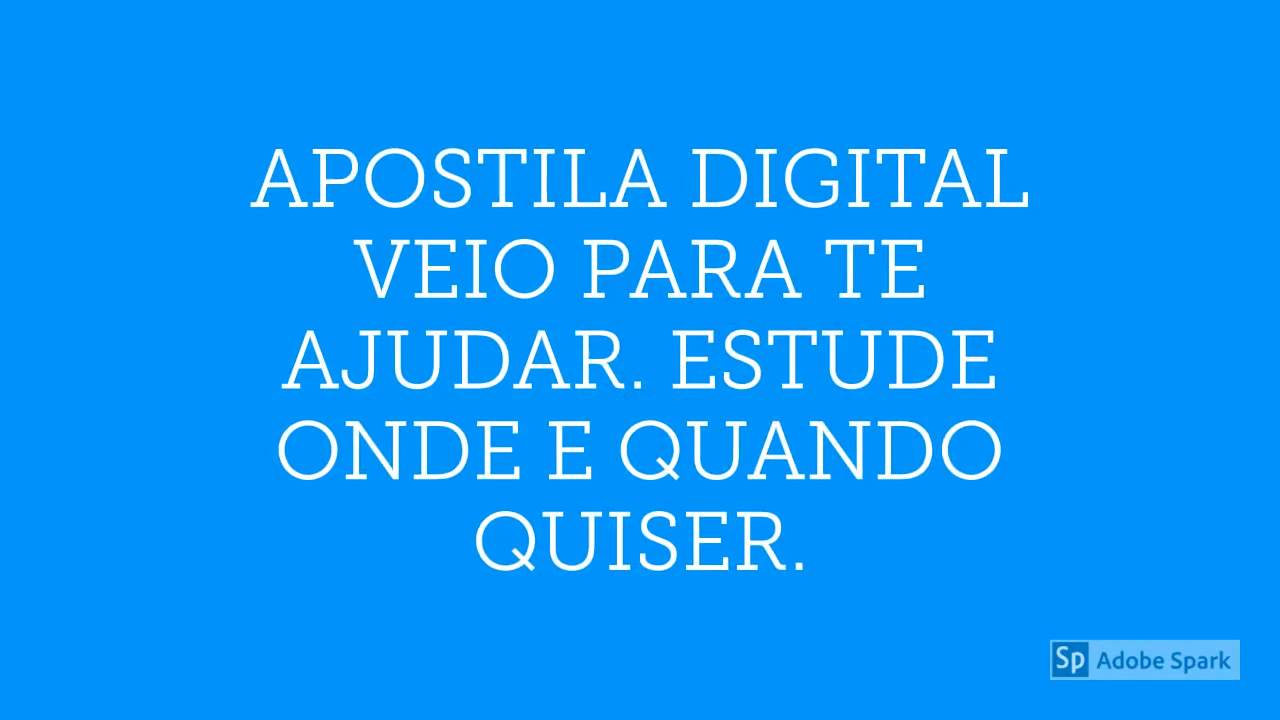 APOSTILA DIGITAL
VEIO PARA TE
AJUDAR. ESTUDE
ONDE E QUANDO
QUISER.
Sp Adobe Spark